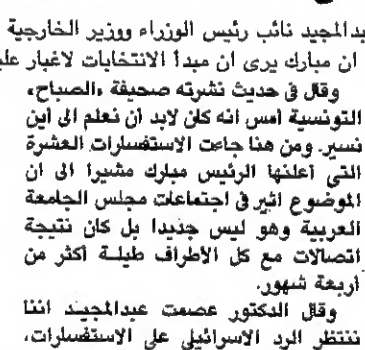 بدالمجيد نائب رئيس الوزراء ووزير الخارجية
ان مبارك يرى ان مبدأ الانتخابات لاغبار علي
وقال في حديث نشرته صحيفة «الصباح»
التونسية امس انه كان لابد ان نعلم الى اين
نسير. ومن هنا جاءت الاستفسارات العشرة
التي اعلنها الرئيس مبارك مشيرا الى ان
الموضوع اثير في اجتماعات مجلس الجامعة
العربية وهو ليس جديدا بل كان نتيجة
اتصالات مع كل الاطراف طيلة أكثر من
اربعة شهور.
وقال الدكتور عصمت عبدالمجيد اننا
ننتظر الرد الاسرائيلي على الاستفسارات،